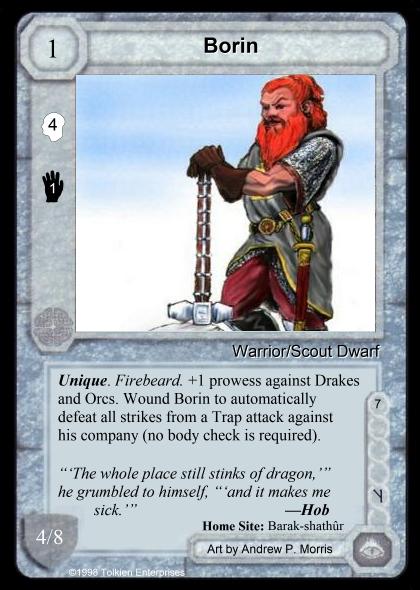 1
Borin
4
1
Warrior/Scout Dwarf
Unique. Firebeard. +1 prowess against Drakes
and Orcs. Wound Borin to automatically
defeat all strikes from a Trap attack against
his company (no body check is required).
7
“‘The whole place still stinks of dragon,’”
he grumbled to himself, “‘and it makes me
sick.’” —Hob
Home Site: Barak-shathûr
4/8
Art by Andrew P. Morris
©1998 Tolkien Enterprises